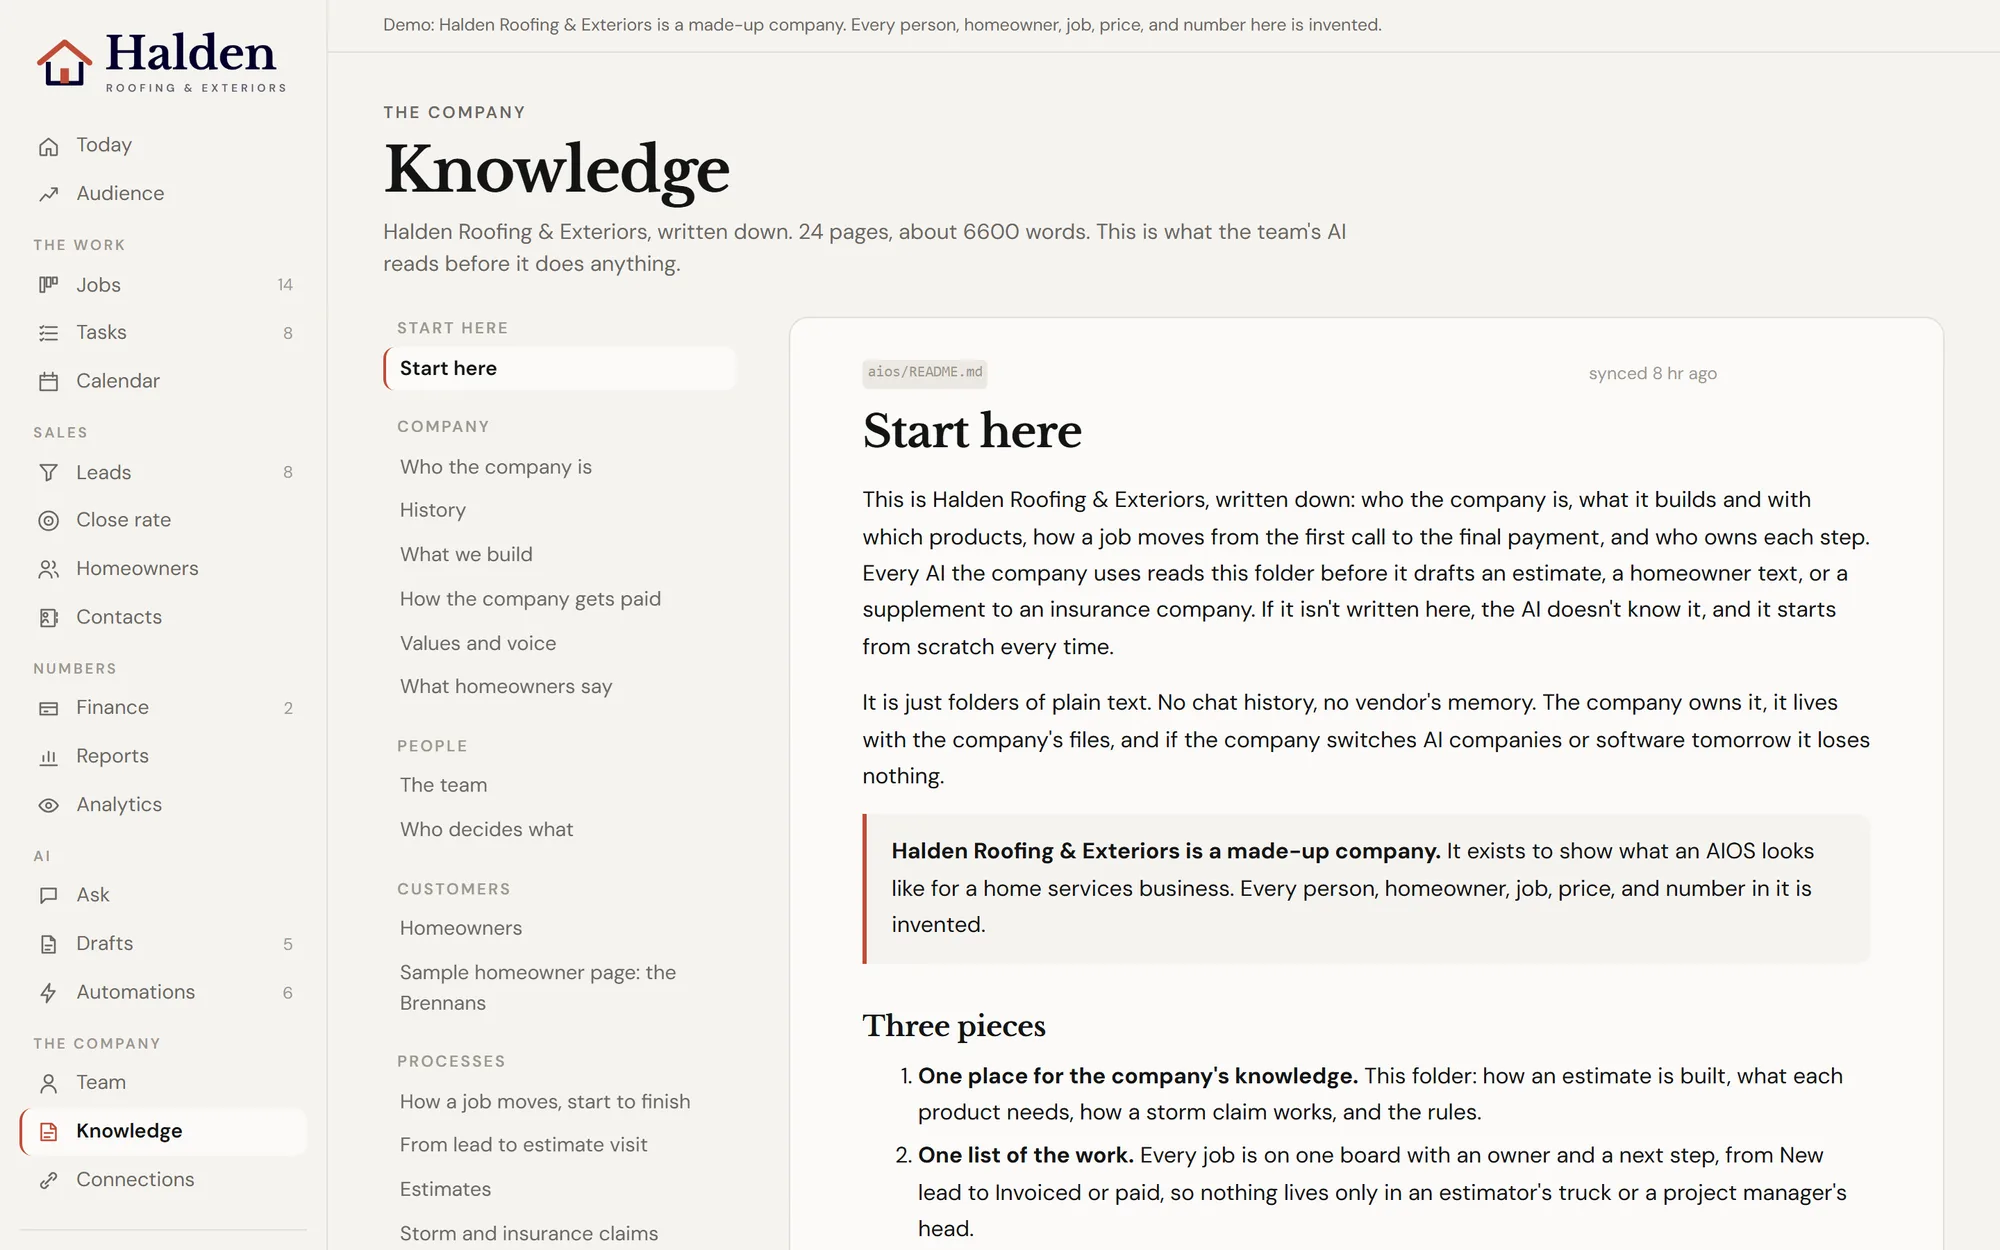 Halden
ROOFING & EXTERIORS
Today
Audience
THE WORK
Jobs 14
Tasks 8
Calendar
SALES
Leads 8
Close rate
Homeowners
Contacts
NUMBERS
Finance 2
Reports
Analytics
AI
Ask
Drafts 5
Automations 6
THE COMPANY
Team
Knowledge
Connections
Demo: Halden Roofing & Exteriors is a made-up company. Every person, homeowner, job, price, and number here is invented.
THE COMPANY
Knowledge
Halden Roofing & Exteriors, written down. 24 pages, about 6600 words. This is what the team's AI
reads before it does anything.
START HERE
Start here
COMPANY
Who the company is
History
What we build
How the company gets paid
Values and voice
What homeowners say
PEOPLE
The team
Who decides what
CUSTOMERS
Homeowners
Sample homeowner page: the
Brennans
PROCESSES
How a job moves, start to finish
From lead to estimate visit
Estimates
Storm and insurance claims
aios/README.md
synced 8 hr ago
Start here
This is Halden Roofing & Exteriors, written down: who the company is, what it builds and with
which products, how a job moves from the first call to the final payment, and who owns each step.
Every AI the company uses reads this folder before it drafts an estimate, a homeowner text, or a
supplement to an insurance company. If it isn't written here, the AI doesn't know it, and it starts
from scratch every time.
It is just folders of plain text. No chat history, no vendor's memory. The company owns it, it lives
with the company's files, and if the company switches AI companies or software tomorrow it loses
nothing.
Halden Roofing & Exteriors is a made-up company. It exists to show what an AIOS looks
like for a home services business. Every person, homeowner, job, price, and number in it is
invented.
Three pieces
1. One place for the company's knowledge. This folder: how an estimate is built, what each
product needs, how a storm claim works, and the rules.
2. One list of the work. Every job is on one board with an owner and a next step, from New
lead to Invoiced or paid, so nothing lives only in an estimator's truck or a project manager's
head.